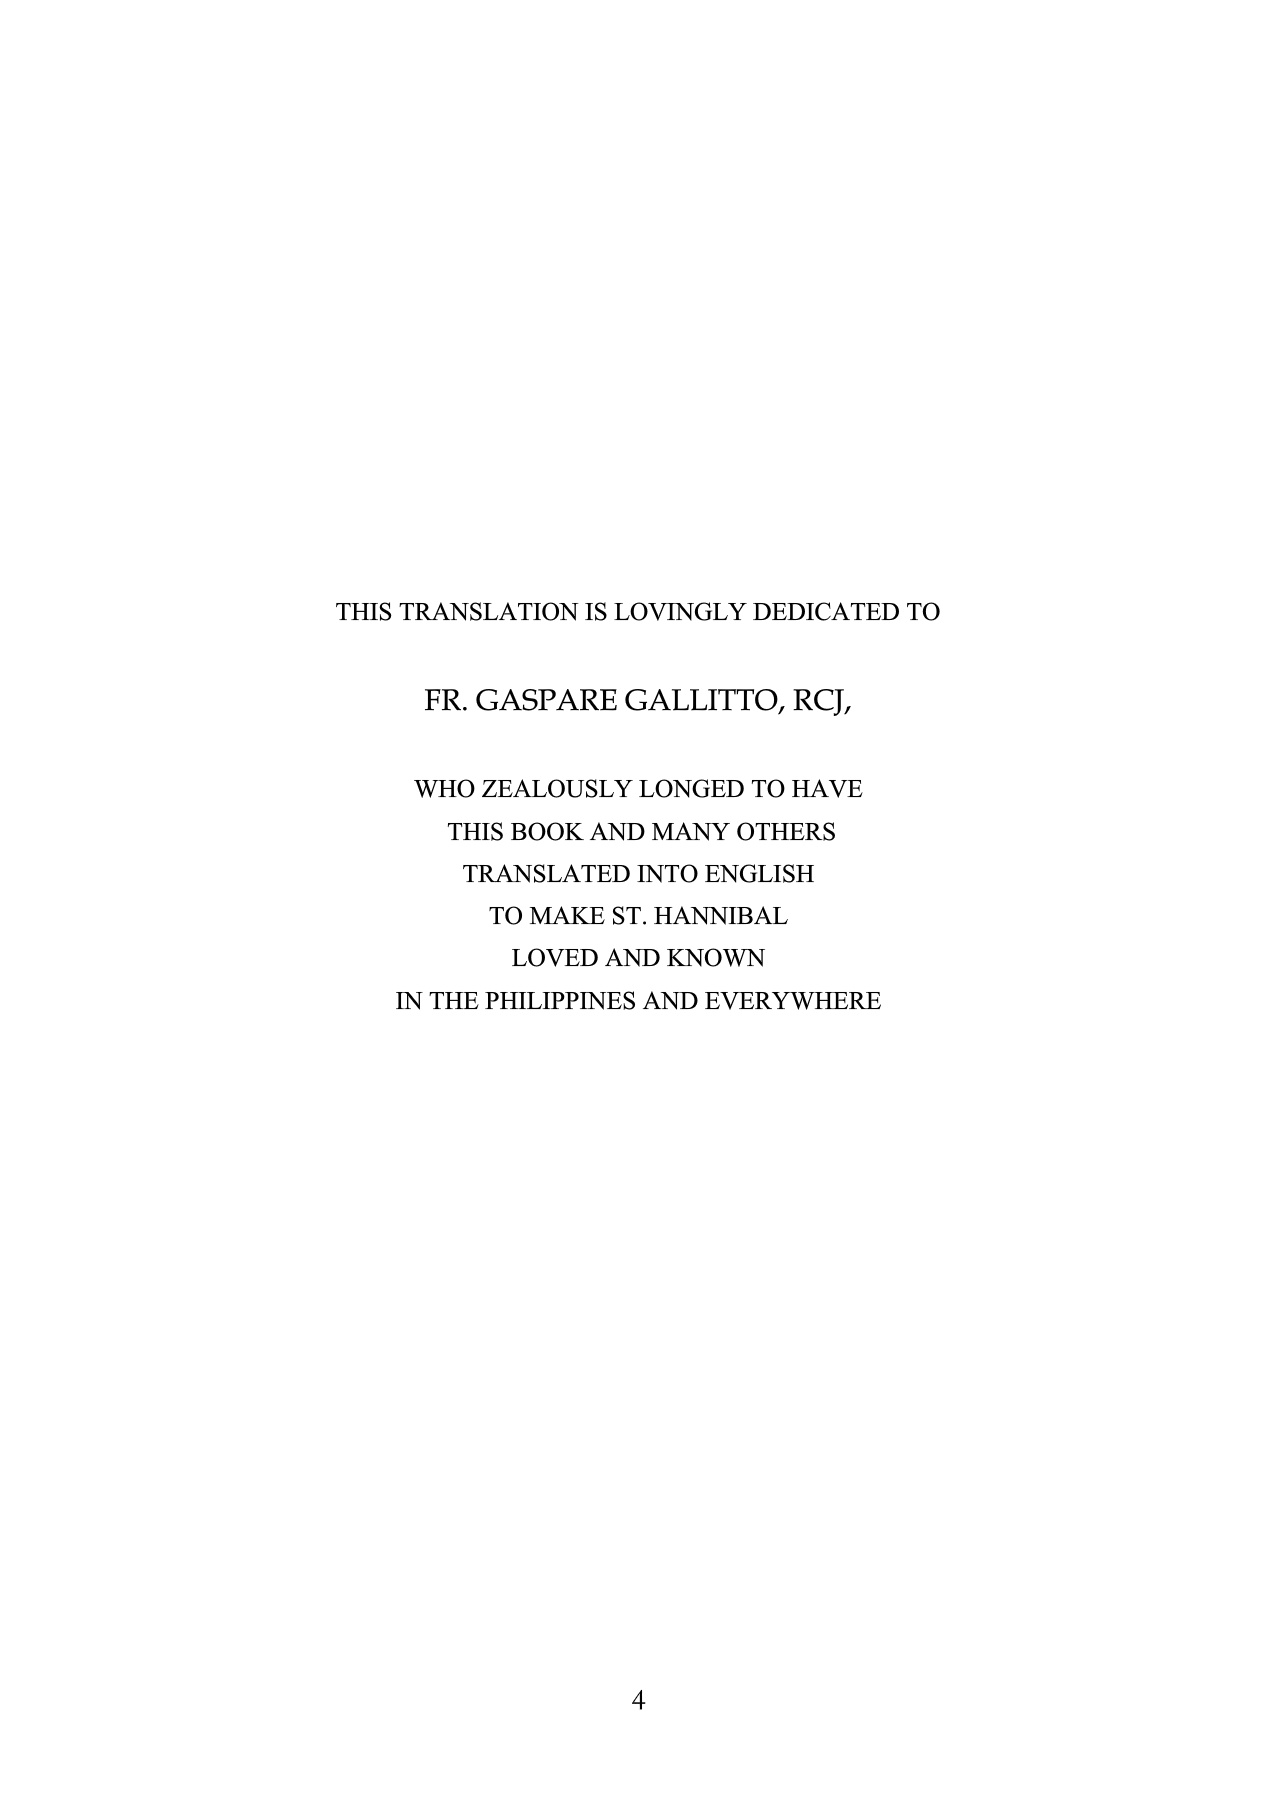 THIS TRANSLATION IS LOVINGLY DEDICATED TO
FR. GASPARE GALLITTO, RCJ,
WHO ZEALOUSLY LONGED TO HAVE
THIS BOOK AND MANY OTHERS
TRANSLATED INTO ENGLISH
TO MAKE ST. HANNIBAL
LOVED AND KNOWN
IN THE PHILIPPINES AND EVERYWHERE
4